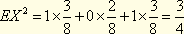 EX² = 1×3/8 + 0×2/8 + 1×3/8 = 3/4